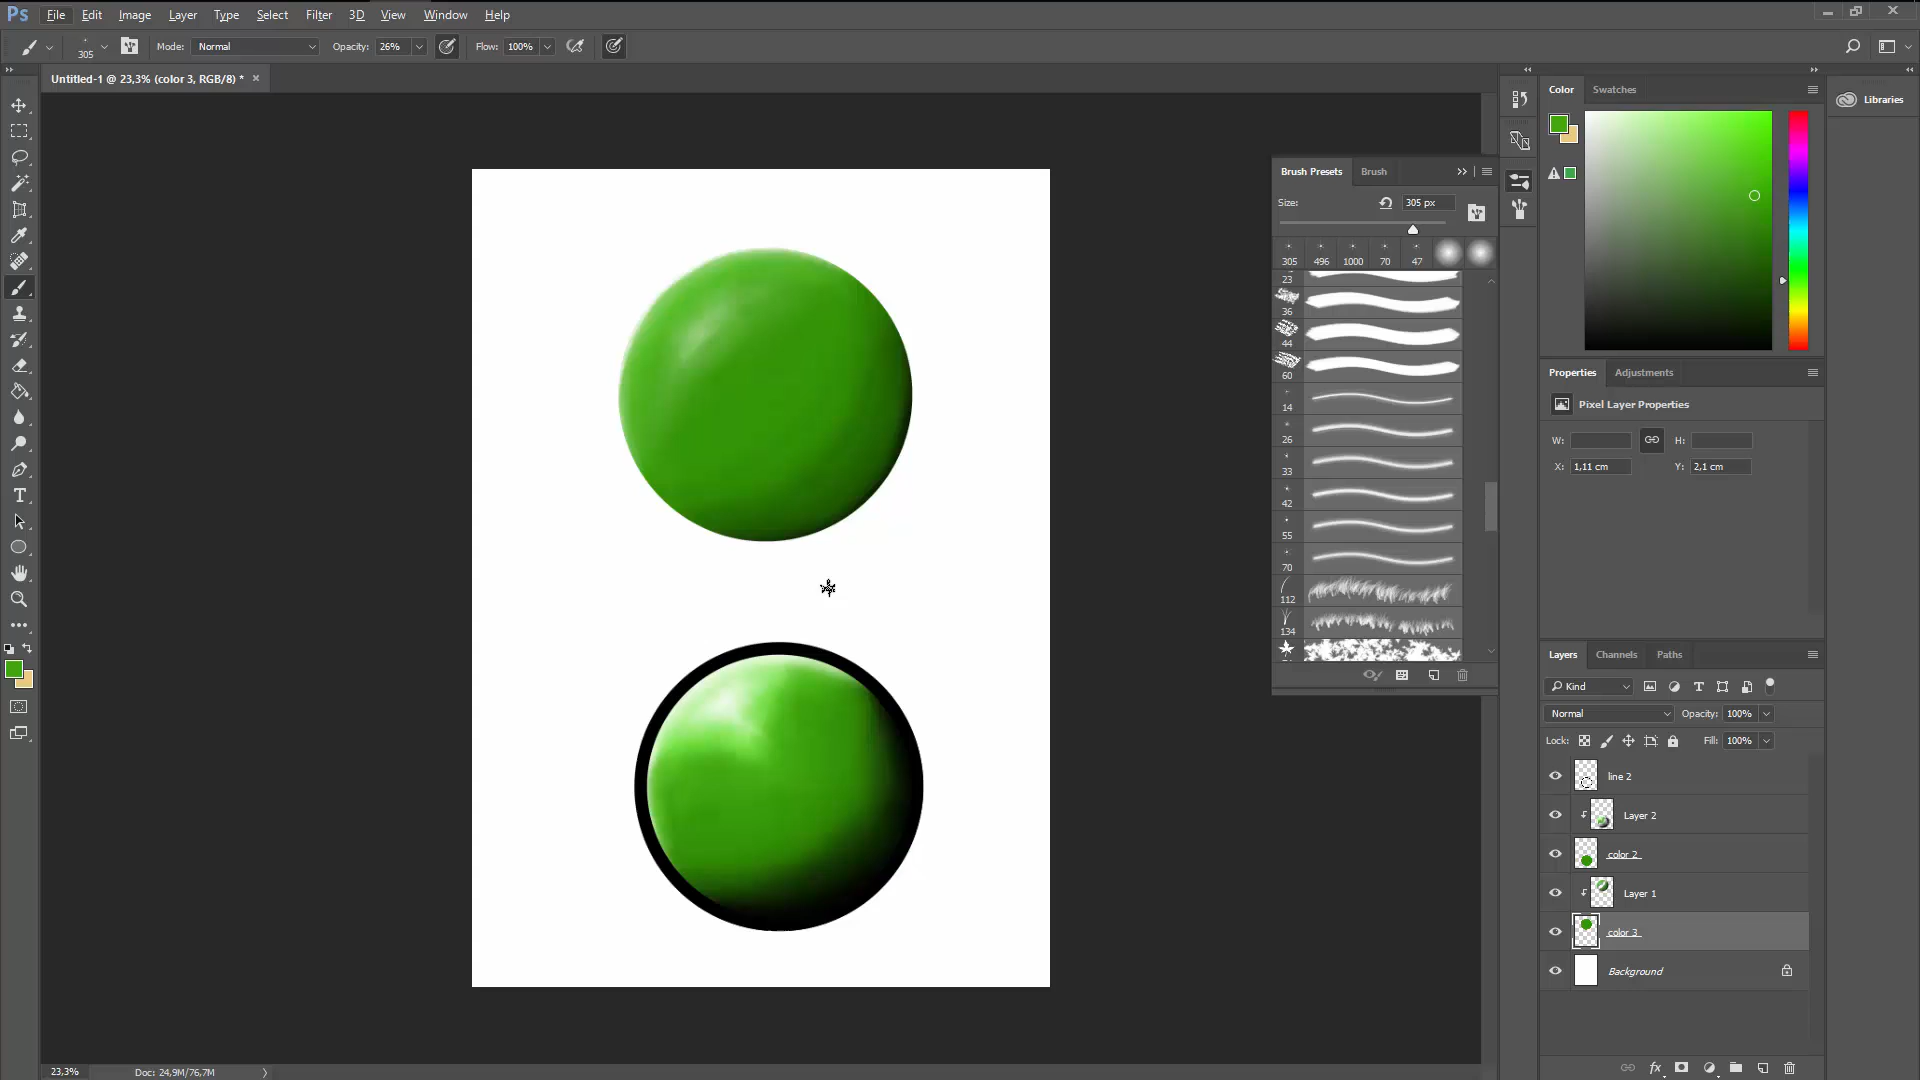 Ps File Edit Image Layer Type Select Filter 3D View Window Help
305 Mode: Normal Opacity: 26% Flow: 100%
Untitled-1 @ 23,3% (color 3, RGB/8) *
Color Swatches
Libraries
Brush Presets Brush
Size: 305 px
305 496 1000 70 47
23
36
44
60
14
26
33
42
55
70
112
134
Properties Adjustments
Pixel Layer Properties
W: H:
X: 1,11 cm Y: 2,1 cm
Layers Channels Paths
Kind
Normal Opacity: 100%
Lock: Fill: 100%
line 2
Layer 2
color 2
Layer 1
color 3
Background
fx
23,3% Doc: 24,9M/76,7M